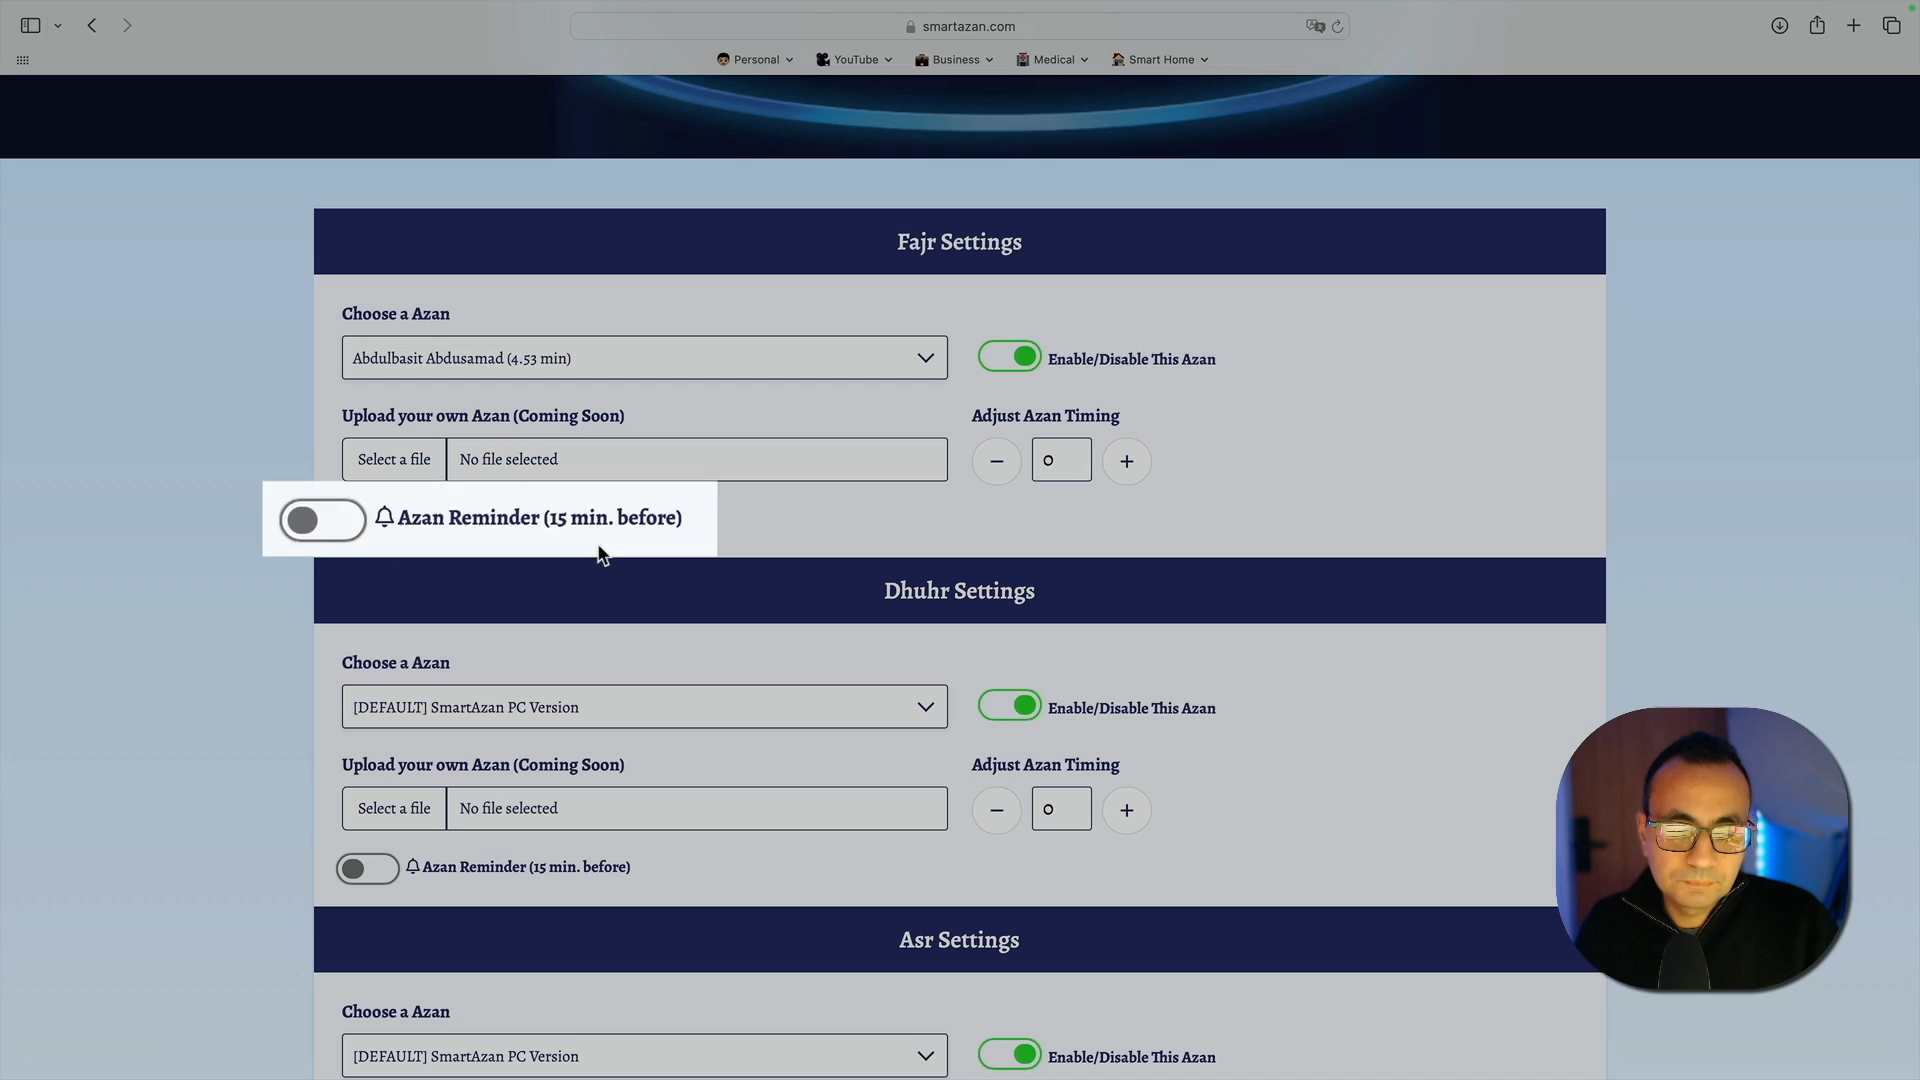 smartazan.com
Personal
YouTube
Business
Medical
Smart Home
Fajr Settings
Choose a Azan
Abdulbasit Abdusamad (4.53 min)
Enable/Disable This Azan
Upload your own Azan (Coming Soon)
Adjust Azan Timing
Select a file
No file selected
0
Azan Reminder (15 min. before)
Dhuhr Settings
Choose a Azan
[DEFAULT] SmartAzan PC Version
Enable/Disable This Azan
Upload your own Azan (Coming Soon)
Adjust Azan Timing
Select a file
No file selected
0
Azan Reminder (15 min. before)
Asr Settings
Choose a Azan
[DEFAULT] SmartAzan PC Version
Enable/Disable This Azan